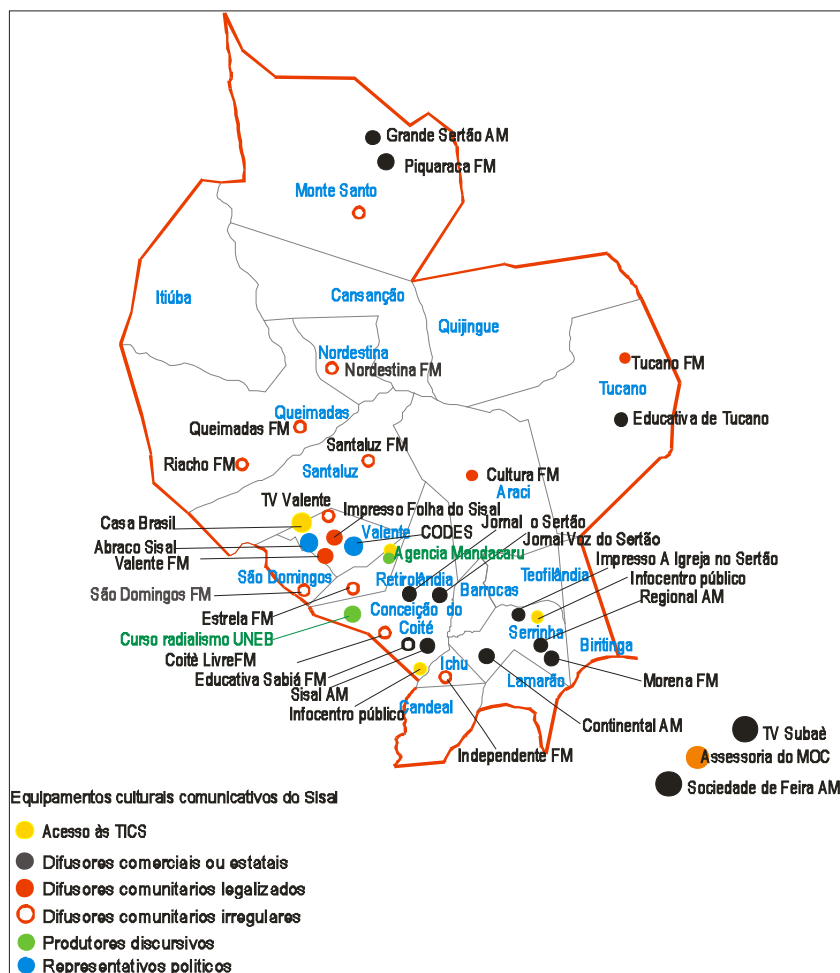 Grande Sertão AM
Piquaraca FM
Monte Santo
Itiúba
Cansanção
Quijingue
Nordestina
Nordestina FM
Tucano FM
Tucano
Queimadas
Queimadas FM
Educativa de Tucano
Santaluz FM
Riacho FM
Santaluz
Cultura FM
Araci
TV Valente
Impresso Folha do Sisal
Jornal o Sertão
Casa Brasil
Valente
CODES
Jornal Voz do Sertão
Abraco Sisal
Agencia Mandacaru
Impresso A Igreja no Sertão
Valente FM
São Domingos
Retirolândia
Teofilândia
Infocentro público
São Domingos FM
Barrocas
Regional AM
Estrela FM
Conceição do
Coité
Curso radialismo UNEB
Serrinha
Biritinga
Coitè LivreFM
Ichu
Educativa Sabiá FM
Lamarão
Morena FM
Sisal AM
Infocentro público
Candeal
Continental AM
Independente FM
TV Subaè
Assessoria do MOC
Sociedade de Feira AM
Equipamentos culturais comunicativos do Sisal
Acesso às TICS
Difusores comerciais ou estatais
Difusores comunitarios legalizados
Difusores comunitarios irregulares
Produtores discursivos
Representativos politicos